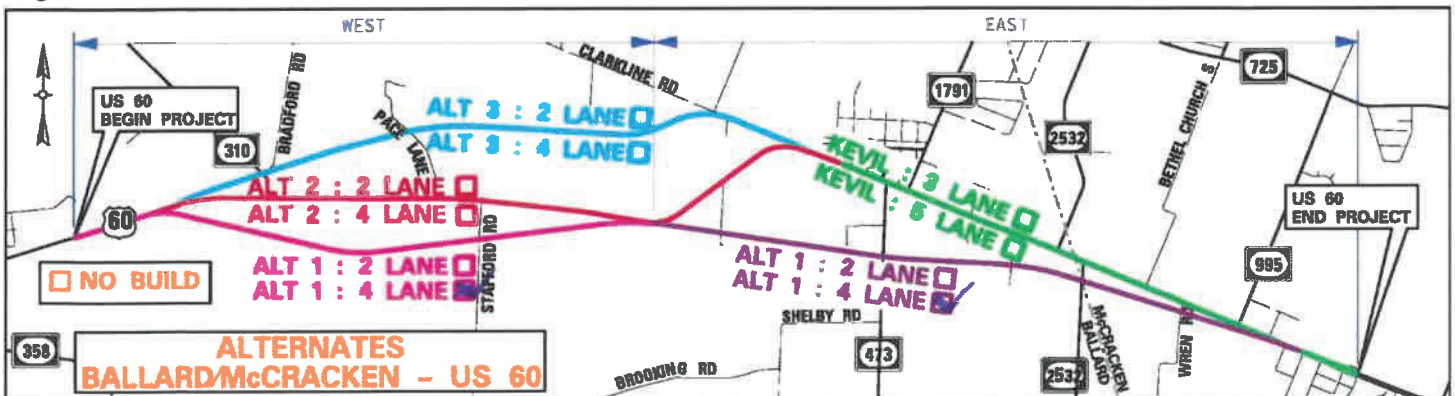 WEST
EAST
US 60
BEGIN PROJECT
310
BRADFORD RD
PACE LANE
CLARKLINE RD
ALT 3 : 2 LANE
ALT 3 : 4 LANE
1791
2532
BETHEL CHURCH
725
60
ALT 2 : 2 LANE
ALT 2 : 4 LANE
KEVIL : 3 LANE
KEVIL : 5 LANE
US 60
END PROJECT
NO BUILD
ALT 1 : 2 LANE
ALT 1 : 4 LANE
STAFFORD RD
ALT 1 : 2 LANE
ALT 1 : 4 LANE
995
358
ALTERNATES
BALLARD/McCRACKEN - US 60
SHELBY RD
BROOKING RD
473
2532
McCRACKEN
BALLARD
WREN RD